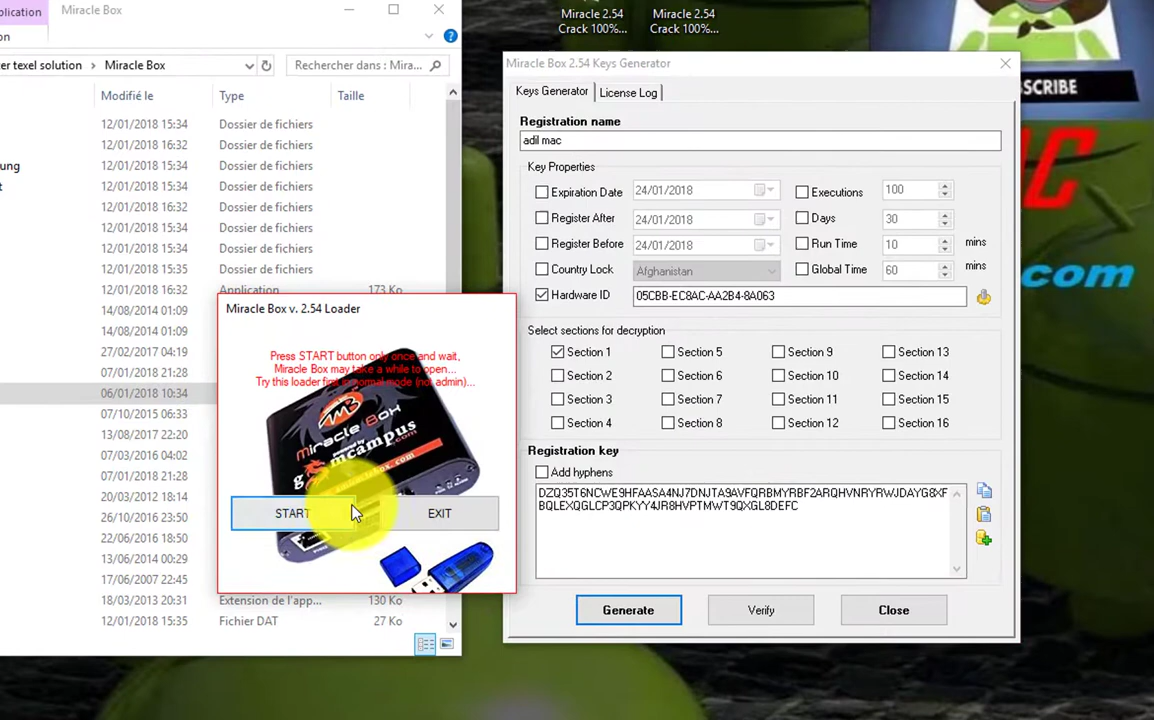 plication
Miracle Box
on
er texel solution > Miracle Box
Rechercher dans : Mira...
Modifié le Type Taille
12/01/2018 15:34 Dossier de fichiers
12/01/2018 16:32 Dossier de fichiers
ung 12/01/2018 15:34 Dossier de fichiers
t 12/01/2018 15:34 Dossier de fichiers
12/01/2018 16:32 Dossier de fichiers
12/01/2018 15:34 Dossier de fichiers
12/01/2018 15:34 Dossier de fichiers
12/01/2018 15:35 Dossier de fichiers
12/01/2018 16:32 Application 173 Ko
14/08/2014 01:09
14/08/2014 01:09
27/02/2017 04:19
07/01/2018 21:28
06/01/2018 10:34
07/10/2015 06:33
13/08/2017 22:20
07/03/2016 04:02
07/01/2018 21:28
20/03/2012 18:14
26/10/2016 23:50
22/06/2016 18:50
13/06/2014 00:29
17/06/2007 22:45
18/03/2013 20:31 Extension de l'app... 130 Ko
12/01/2018 15:35 Fichier DAT 27 Ko
Miracle Box v. 2.54 Loader
Press START button only once and wait,
Miracle Box may take a while to open...
Try this loader first in normal mode (not admin)...
Miracle Box
powered by
mcampus
.com
START
EXIT
Miracle 2.54
Crack 100%...
Miracle 2.54
Crack 100%...
SCRIBE
C
com
Miracle Box 2.54 Keys Generator
Keys Generator License Log
Registration name
adil mac
Key Properties
Expiration Date 24/01/2018 Executions 100
Register After 24/01/2018 Days 30
Register Before 24/01/2018 Run Time 10 mins
Country Lock Afghanistan Global Time 60 mins
Hardware ID 05CBB-EC8AC-AA2B4-8A063
Select sections for decryption
Section 1 Section 5 Section 9 Section 13
Section 2 Section 6 Section 10 Section 14
Section 3 Section 7 Section 11 Section 15
Section 4 Section 8 Section 12 Section 16
Registration key
Add hyphens
DZQ35T6NCWE9HFAASA4NJ7DNJTA9AVFQRBMYRBF2ARQHVNRYRWJDAYG8XF
BQLEXQGLCP3QPKYY4JR8HVPTMWT9QXGL8DEFC
Generate
Verify
Close